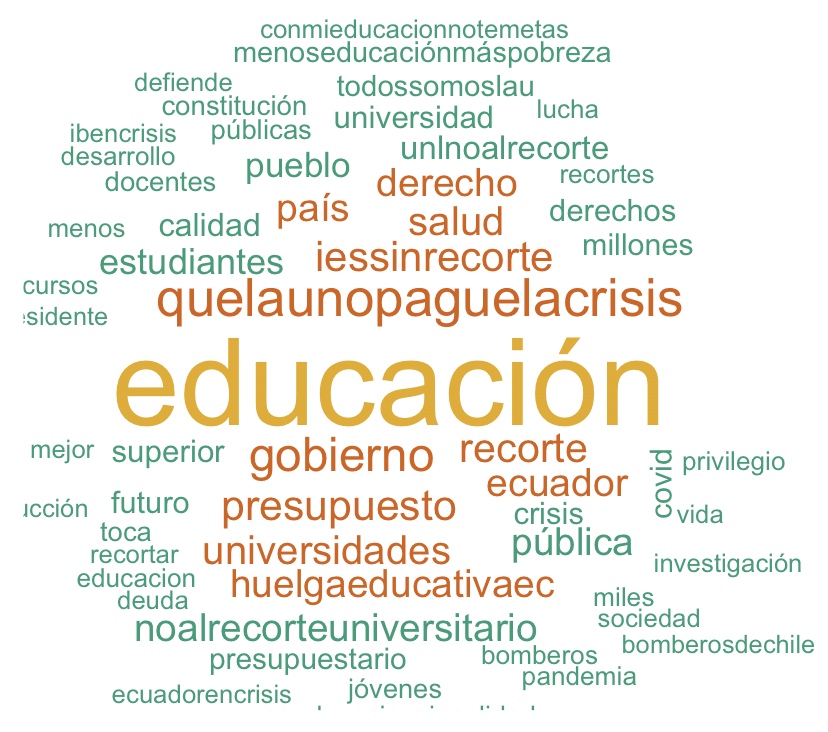 conmieducacionnotemetas
menoseducaciónmáspobreza
defiende todossomoslau
constitución universidad lucha
ibencrisis públicas unlnoalrecorte
desarrollo pueblo recortes
docentes derecho
país salud derechos
menos calidad millones
estudiantes iessinrecorte
cursos quelaunopaguelacrisis
esidente
educación
mejor superior gobierno recorte covid privilegio
ecuador
ucción futuro presupuesto crisis vida
toca pública
recortar universidades investigación
educacion huelgaeducativaec
deuda miles
noalrecorteuniversitario sociedad
presupuestario bomberos bomberosdechile
pandemia
ecuadorencrisis jóvenes